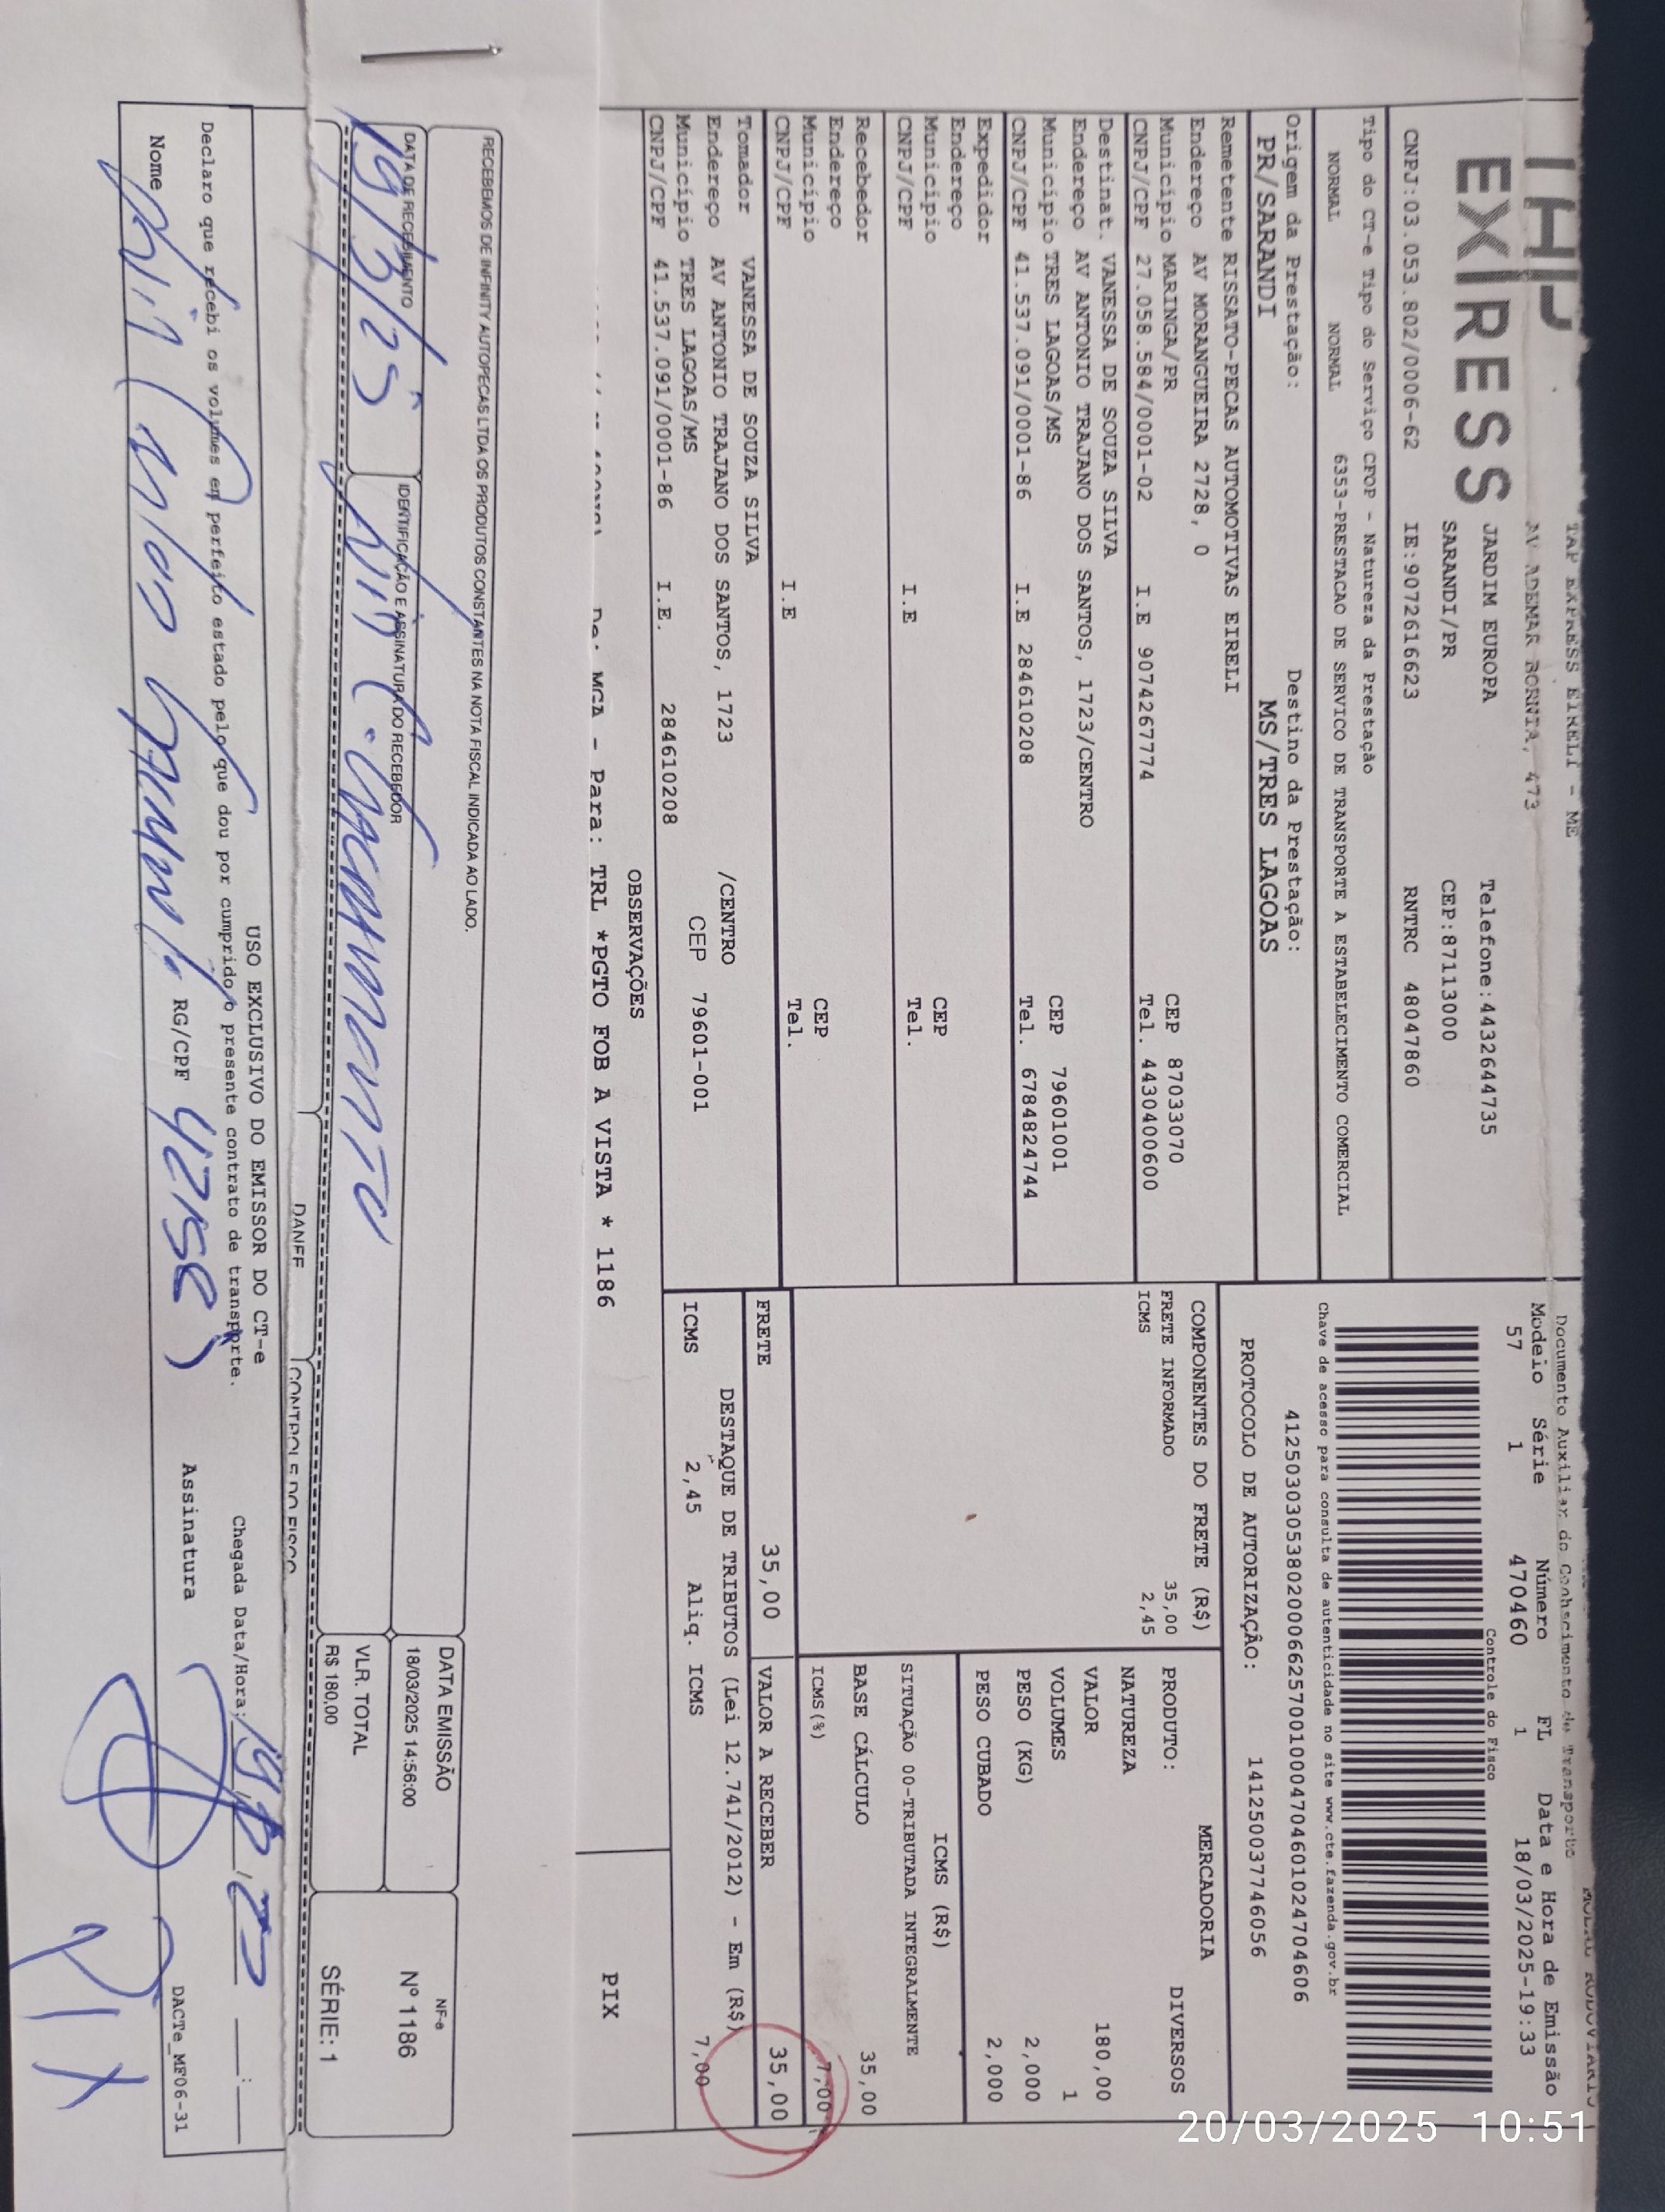 TAP EXPRESS EIRELI - ME
AV ADEMAR BORNIA, 473
JARDIM EUROPA Telefone:4432644735
SARANDI/PR CEP:87113000
EXPRESS
CNPJ:03.053.802/0006-62 IE:9072616623 RNTRC 48047860
Tipo do CT-e Tipo do Serviço CFOP - Natureza da Prestação
NORMAL NORMAL 6353-PRESTACAO DE SERVICO DE TRANSPORTE A ESTABELECIMENTO COMERCIAL
Origem da Prestação: Destino da Prestação:
PR/SARANDI MS/TRES LAGOAS
Documento Auxiliar do Conhecimento de Transporte
Modelo Série Número FL Data e Hora de Emissão
57 1 470460 1 18/03/2025-19:33
Controle do Fisco
Chave de acesso para consulta de autenticidade no site www.cte.fazenda.gov.br
41250303053802000662570010004704601024704606
PROTOCOLO DE AUTORIZAÇÃO: 141250037746056
Remetente RISSATO-PECAS AUTOMOTIVAS EIRELI
Endereço AV MORANGUEIRA 2728, 0
Município MARINGA/PR CEP 87033070
CNPJ/CPF 27.058.584/0001-02 I.E 9074267774 Tel. 4430400600
Destinat. VANESSA DE SOUZA SILVA
Endereço AV ANTONIO TRAJANO DOS SANTOS, 1723/CENTRO
Município TRES LAGOAS/MS CEP 79601001
CNPJ/CPF 41.537.091/0001-86 I.E 284610208 Tel. 6784824744
Expedidor
Endereço
Município CEP
CNPJ/CPF I.E Tel.
Recebedor
Endereço
Município CEP
CNPJ/CPF I.E Tel.
Tomador VANESSA DE SOUZA SILVA
Endereço AV ANTONIO TRAJANO DOS SANTOS, 1723 /CENTRO
Município TRES LAGOAS/MS CEP 79601-001
CNPJ/CPF 41.537.091/0001-86 I.E. 284610208
COMPONENTES DO FRETE (R$)
FRETE INFORMADO 35,00
ICMS 2,45
MERCADORIA
PRODUTO: DIVERSOS
NATUREZA
VALOR 180,00
VOLUMES 1
PESO (KG) 2,000
PESO CUBADO 2,000
ICMS (R$)
SITUAÇÃO 00-TRIBUTADA INTEGRALMENTE
BASE CÁLCULO 35,00
ICMS(%) 7,00
FRETE 35,00 VALOR A RECEBER 35,00
DESTAQUE DE TRIBUTOS (Lei 12.741/2012) - Em (R$)
ICMS 2,45 Aliq. ICMS 7,00
OBSERVAÇÕES
De: MGA - Para: TRL *PGTO FOB A VISTA * 1186
PIX
RECEBEMOS DE INFINITY AUTOPECAS LTDA OS PRODUTOS CONSTANTES NA NOTA FISCAL INDICADA AO LADO.
DATA DE RECEBIMENTO IDENTIFICAÇÃO E ASSINATURA DO RECEBEDOR
19/3/25
DATA EMISSÃO
18/03/2025 14:56:00
VLR. TOTAL
R$ 180,00
NF-e
Nº 1186
SÉRIE: 1
DANFE CONTROLE DO FISCO
USO EXCLUSIVO DO EMISSOR DO CT-e
Declaro que recebi os volumes em perfeito estado pelo que dou por cumprido o presente contrato de transporte.
Chegada Data/Hora:
Nome RG/CPF Assinatura
PIX
DACTe_MF06-31
20/03/2025 10:51